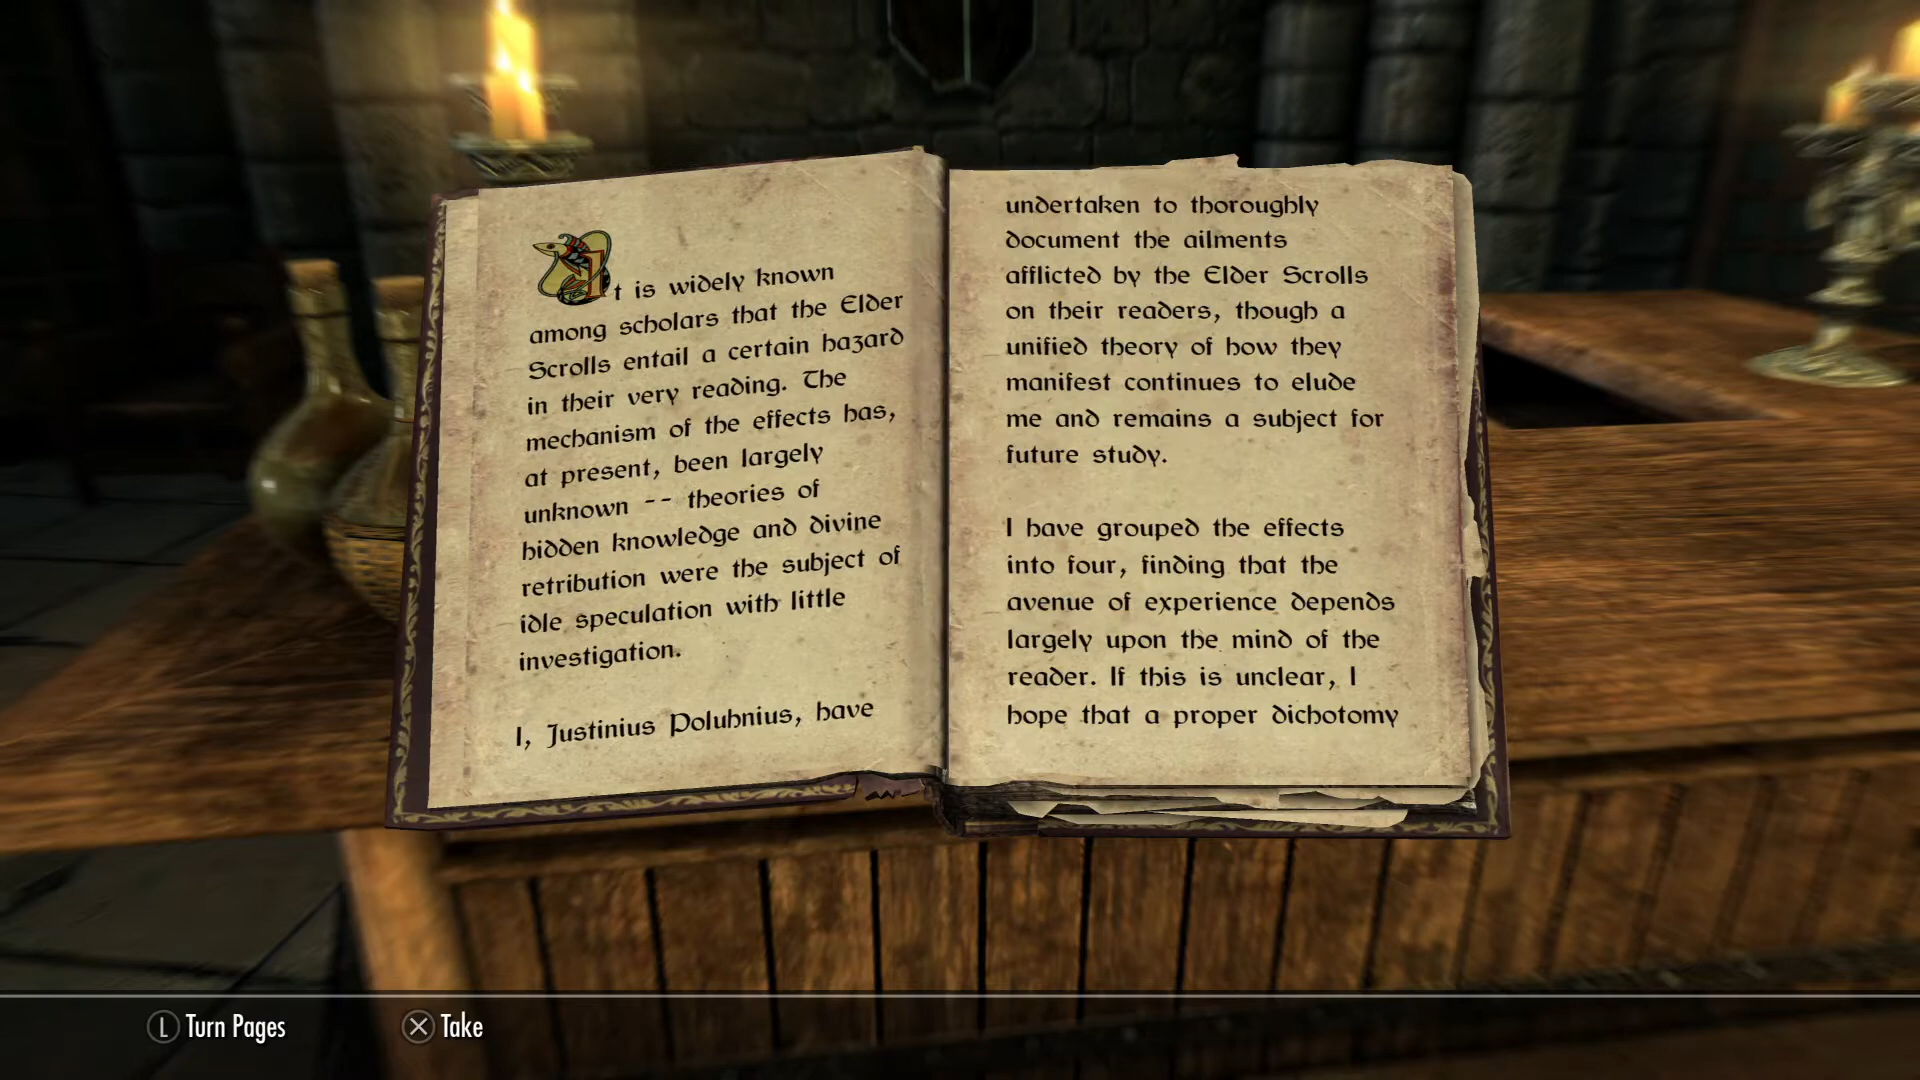 It is widely known
among scholars that the Elder
Scrolls entail a certain hazard
in their very reading. The
mechanism of the effects has,
at present, been largely
unknown -- theories of
hidden knowledge and divine
retribution were the subject of
idle speculation with little
investigation.
I, Justinius Poluhnius, have
undertaken to thoroughly
document the ailments
afflicted by the Elder Scrolls
on their readers, though a
unified theory of how they
manifest continues to elude
me and remains a subject for
future study.
I have grouped the effects
into four, finding that the
avenue of experience depends
largely upon the mind of the
reader. If this is unclear, I
hope that a proper dichotomy
L Turn Pages
X Take